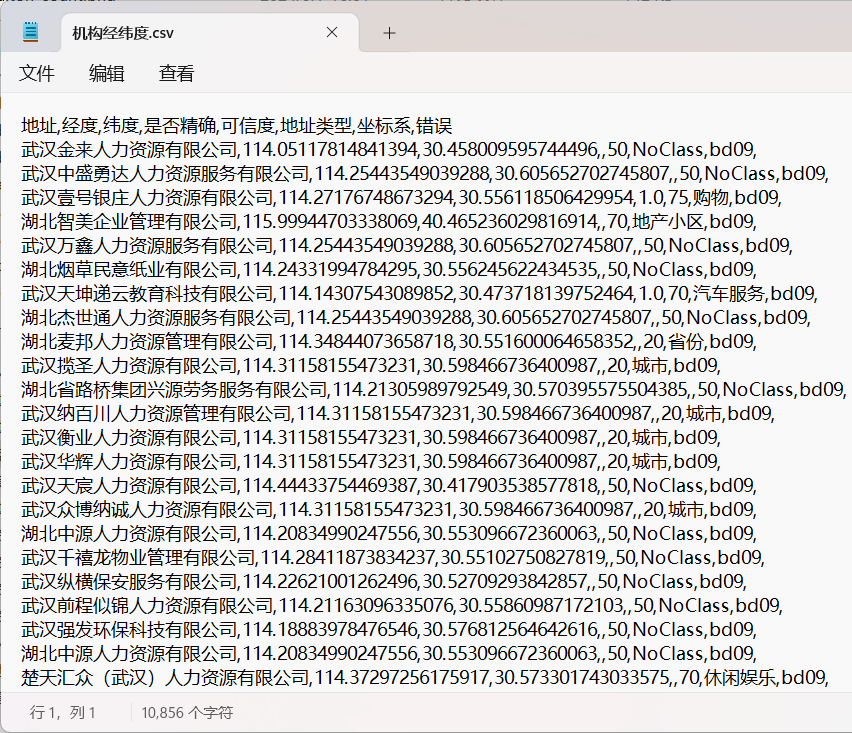 机构经纬度.csv
文件 编辑 查看
地址,经度,纬度,是否精确,可信度,地址类型,坐标系,错误
武汉金来人力资源有限公司,114.05117814841394,30.458009595744496,,50,NoClass,bd09,
武汉中盛勇达人力资源服务有限公司,114.25443549039288,30.605652702745807,,50,NoClass,bd09,
武汉壹号银庄人力资源有限公司,114.27176748673294,30.556118506429954,1.0,75,购物,bd09,
湖北智美企业管理有限公司,115.99944703338069,40.465236029816914,,70,地产小区,bd09,
武汉万鑫人力资源服务有限公司,114.25443549039288,30.605652702745807,,50,NoClass,bd09,
湖北烟草民意纸业有限公司,114.24331994784295,30.556245622434535,,50,NoClass,bd09,
武汉天坤递云教育科技有限公司,114.14307543089852,30.473718139752464,1.0,70,汽车服务,bd09,
湖北杰世通人力资源服务有限公司,114.25443549039288,30.605652702745807,,50,NoClass,bd09,
湖北麦邦人力资源管理有限公司,114.34844073658718,30.551600064658352,,20,省份,bd09,
武汉揽圣人力资源有限公司,114.31158155473231,30.598466736400987,,20,城市,bd09,
湖北省路桥集团兴源劳务服务有限公司,114.21305989792549,30.570395575504385,,50,NoClass,bd09,
武汉纳百川人力资源管理有限公司,114.31158155473231,30.598466736400987,,20,城市,bd09,
武汉衡业人力资源有限公司,114.31158155473231,30.598466736400987,,20,城市,bd09,
武汉华辉人力资源有限公司,114.31158155473231,30.598466736400987,,20,城市,bd09,
武汉天宸人力资源有限公司,114.44433754469387,30.417903538577818,,50,NoClass,bd09,
武汉众博纳诚人力资源有限公司,114.31158155473231,30.598466736400987,,20,城市,bd09,
湖北中源人力资源有限公司,114.20834990247556,30.553096672360063,,50,NoClass,bd09,
武汉千禧龙物业管理有限公司,114.28411873834237,30.55102750827819,,50,NoClass,bd09,
武汉纵横保安服务有限公司,114.22621001262496,30.52709293842857,,50,NoClass,bd09,
武汉前程似锦人力资源有限公司,114.21163096335076,30.55860987172103,,50,NoClass,bd09,
武汉强发环保科技有限公司,114.18883978476546,30.576812564642616,,50,NoClass,bd09,
湖北中源人力资源有限公司,114.20834990247556,30.553096672360063,,50,NoClass,bd09,
楚天汇众（武汉）人力资源有限公司,114.37297256175917,30.573301743033575,,70,休闲娱乐,bd09,
行 1，列 1 10,856 个字符